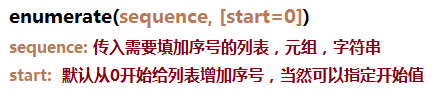 enumerate(sequence, [start=0])
sequence: 传入需要填加序号的列表，元组，字符串
start: 默认从0开始给列表增加序号，当然可以指定开始值